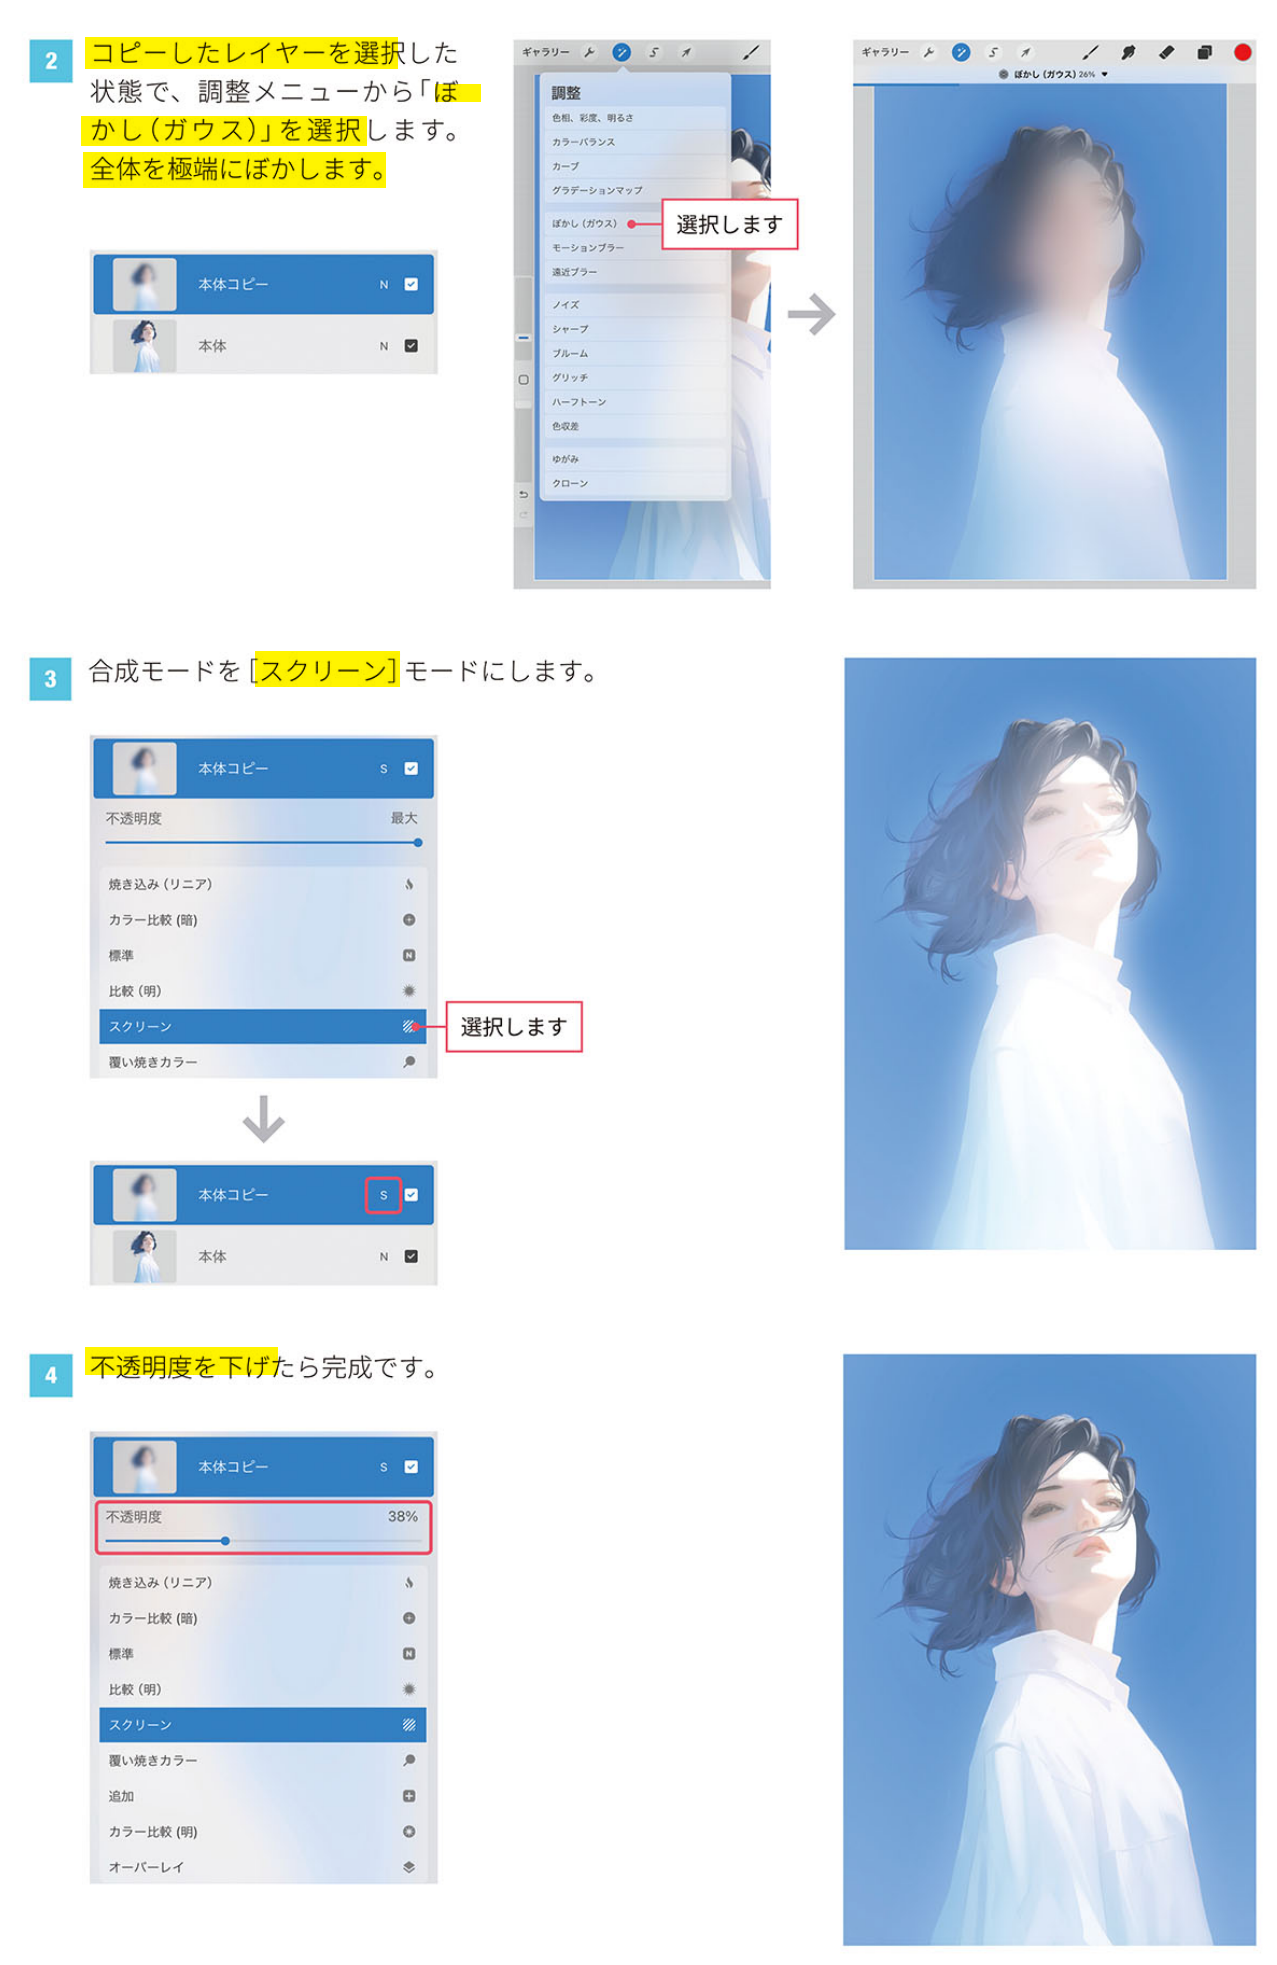 2
コピーしたレイヤーを選択した
状態で、調整メニューから「ぼ
かし(ガウス)」を選択します。
全体を極端にぼかします。
本体コピー N
本体 N
ギャラリー
調整
色相、彩度、明るさ
カラーバランス
カーブ
グラデーションマップ
ぼかし (ガウス)
モーションブラー
遠近ブラー
ノイズ
シャープ
ブルーム
グリッチ
ハーフトーン
色収差
ゆがみ
クローン
選択します
ギャラリー
ぼかし (ガウス) 26%
3
合成モードを[スクリーン]モードにします。
本体コピー S
不透明度 最大
焼き込み (リニア)
カラー比較 (暗)
標準 N
比較 (明)
スクリーン
覆い焼きカラー
選択します
本体コピー S
本体 N
4
不透明度を下げたら完成です。
本体コピー S
不透明度 38%
焼き込み (リニア)
カラー比較 (暗)
標準 N
比較 (明)
スクリーン
覆い焼きカラー
追加
カラー比較 (明)
オーバーレイ